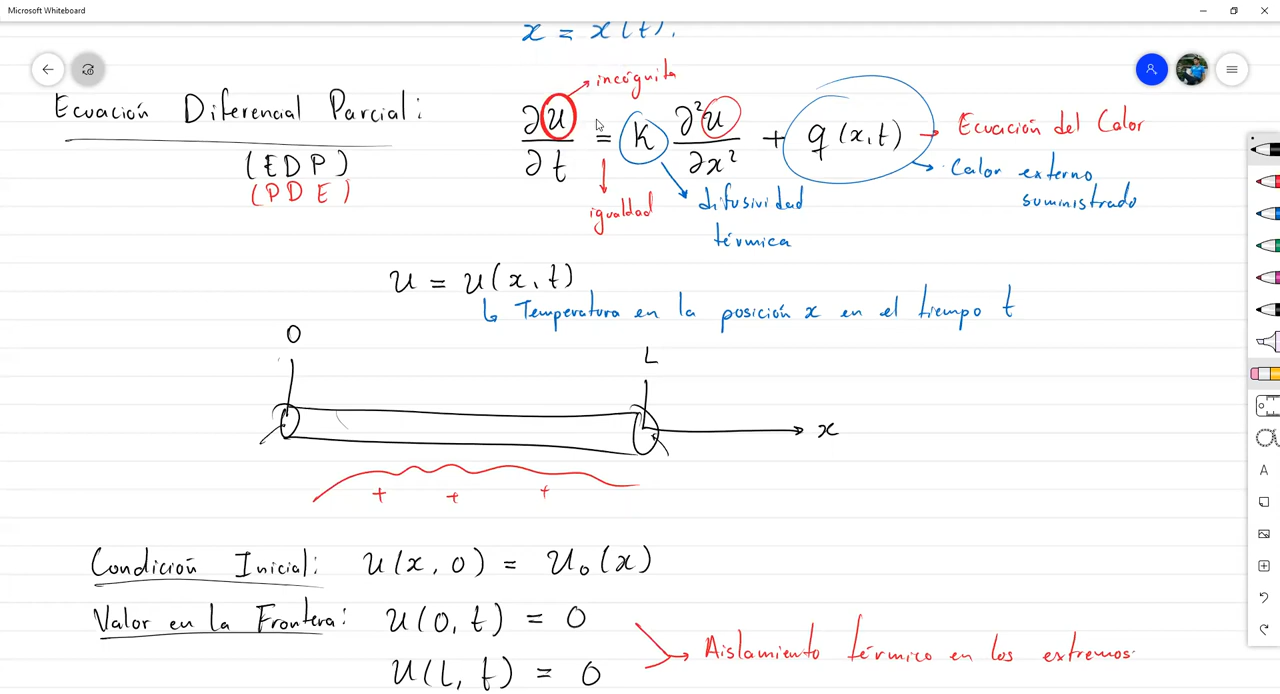 Microsoft Whiteboard
x = x(t).
incógnita
Ecuación Diferencial Parcial:
(EDP)
(PDE)
∂u/∂t = K ∂²u/∂x² + q(x,t)
Ecuación del Calor
Calor externo
suministrado
igualdad
difusividad
térmica
u = u(x,t)
Temperatura en la posición x en el tiempo t
O
L
x
+ + +
Condición Inicial: u(x,0) = u₀(x)
Valor en la Frontera: u(0,t) = 0
u(L,t) = 0
Aislamiento térmico en los extremos.
A